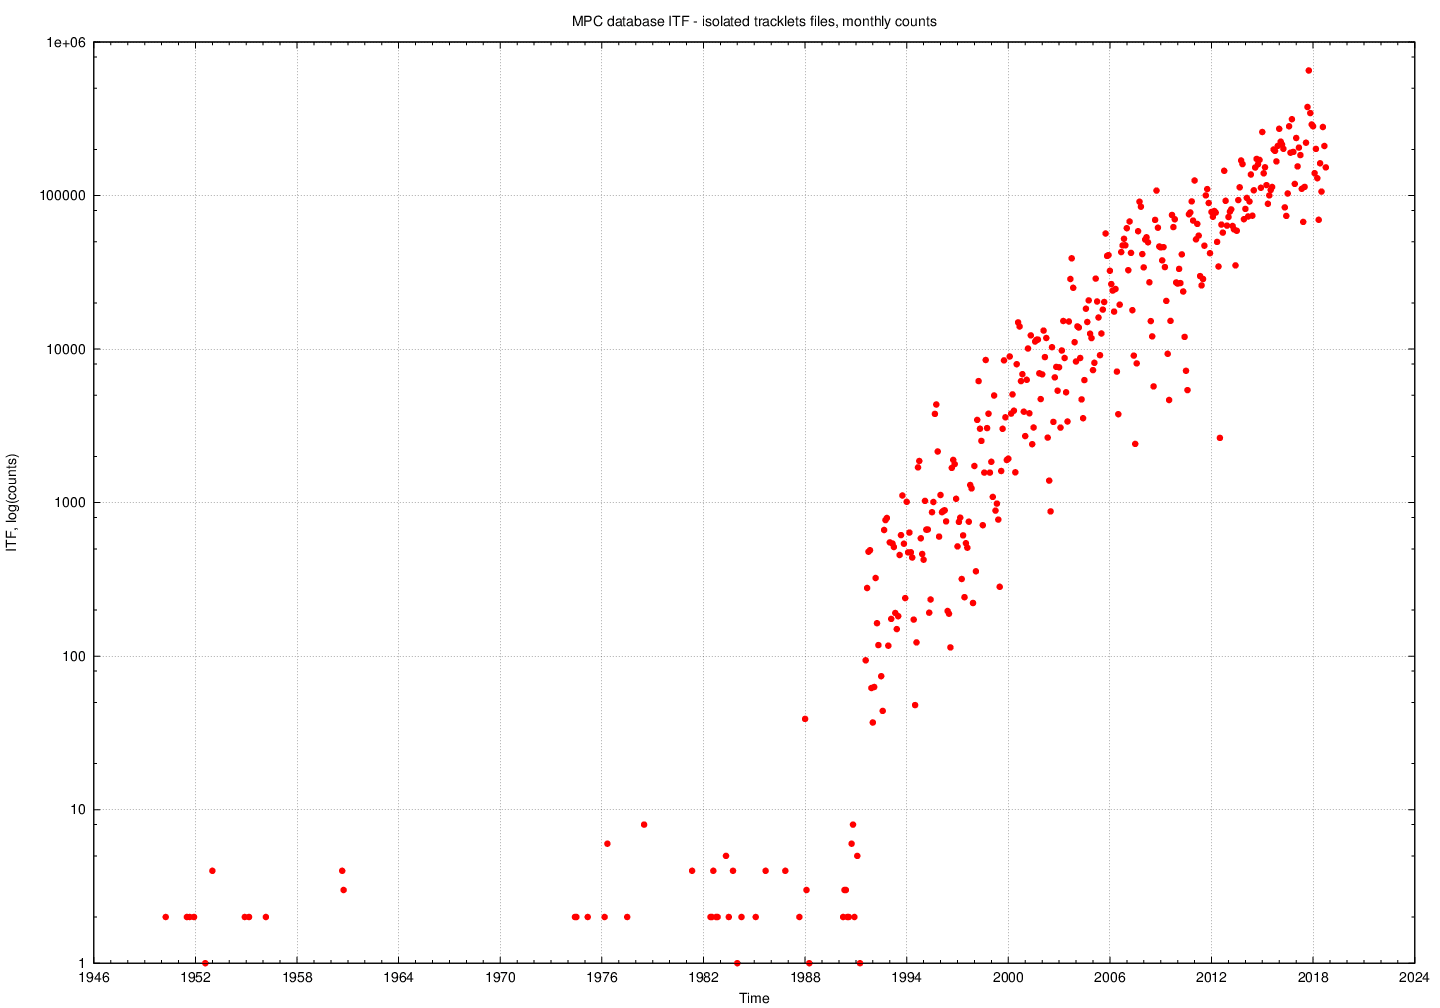 MPC database ITF - isolated tracklets files, monthly counts
1e+06
100000
10000
1000
100
10
1
ITF, log(counts)
1946 1952 1958 1964 1970 1976 1982 1988 1994 2000 2006 2012 2018 2024
Time